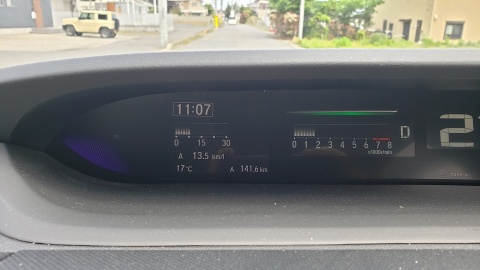 11:07
0 15 30
0 1 2 3 4 5 6 7 8
x1000r/min
D
2
A 13.5 km/l
17°C A 141.6 km